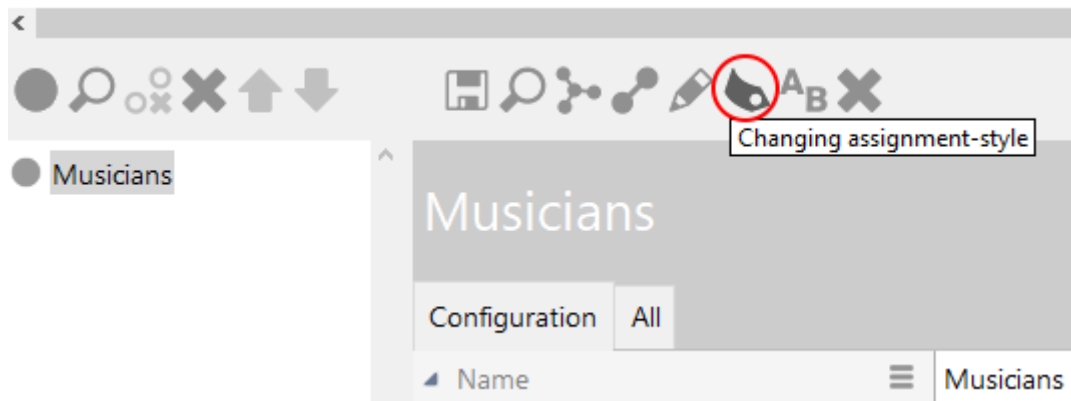 Changing assignment-style
Musicians
Musicians
Configuration All
Name Musicians